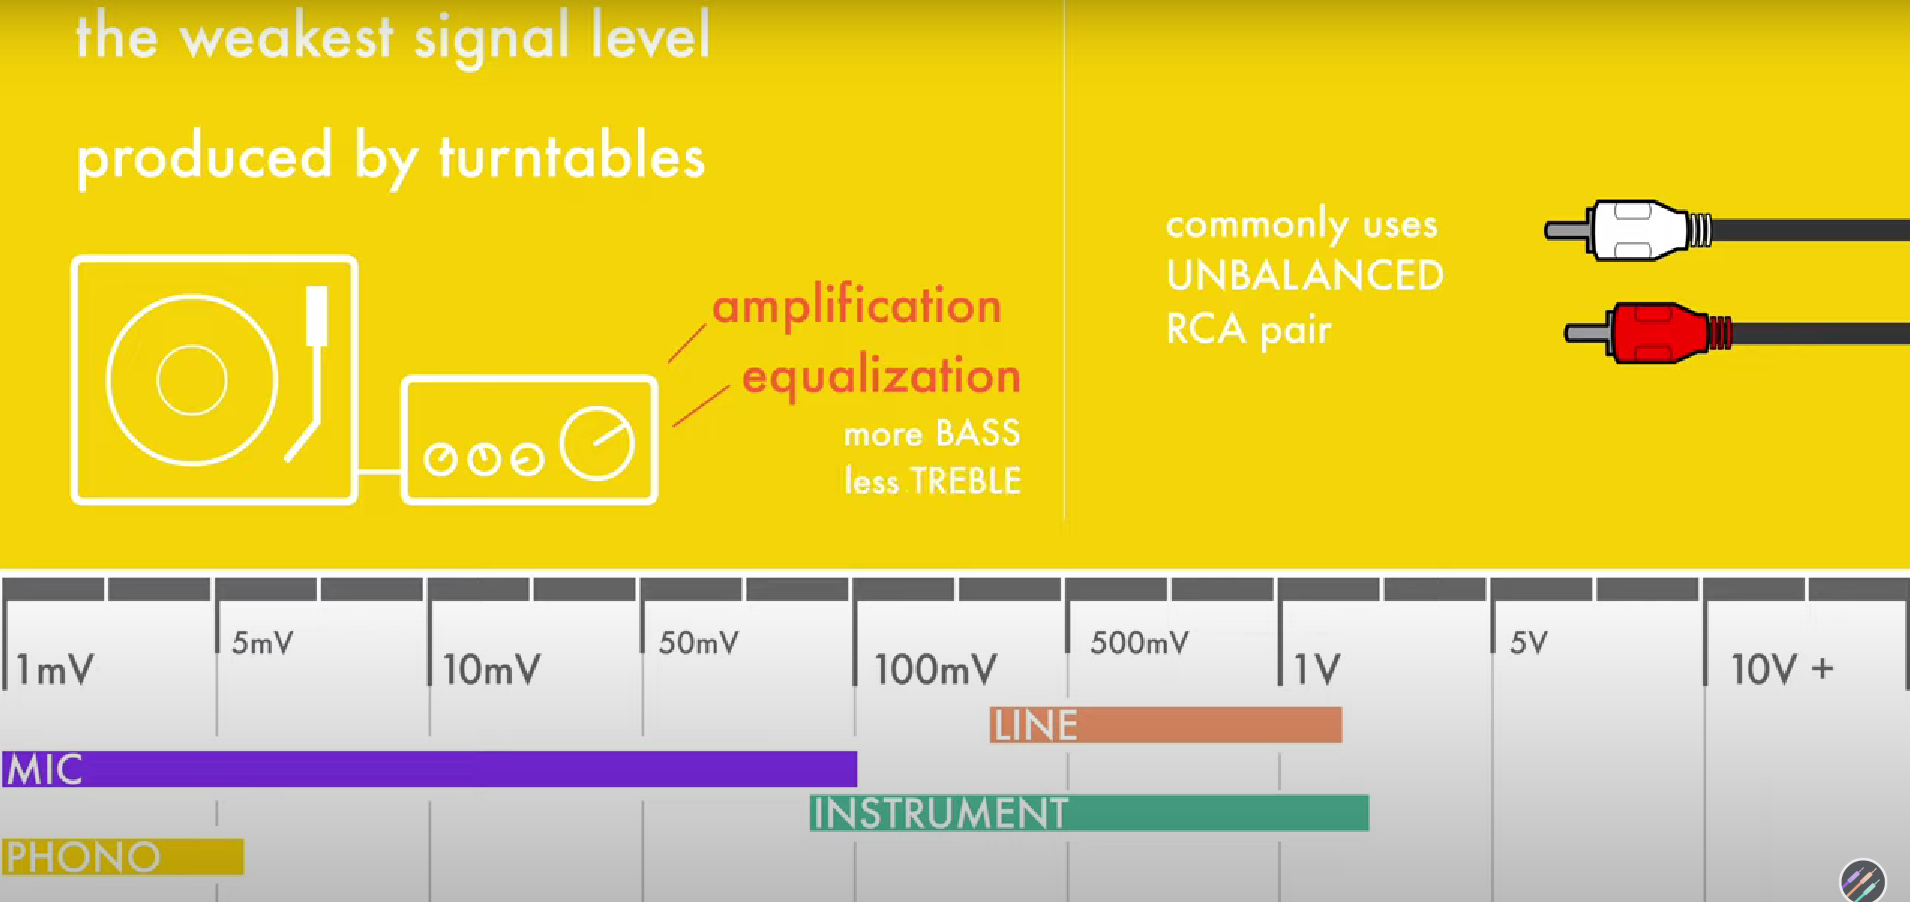 the weakest signal level
produced by turntables
amplification
equalization
more BASS
less TREBLE
commonly uses
UNBALANCED
RCA pair
1mV
5mV
10mV
50mV
100mV
500mV
1V
5V
10V +
LINE
MIC
INSTRUMENT
PHONO